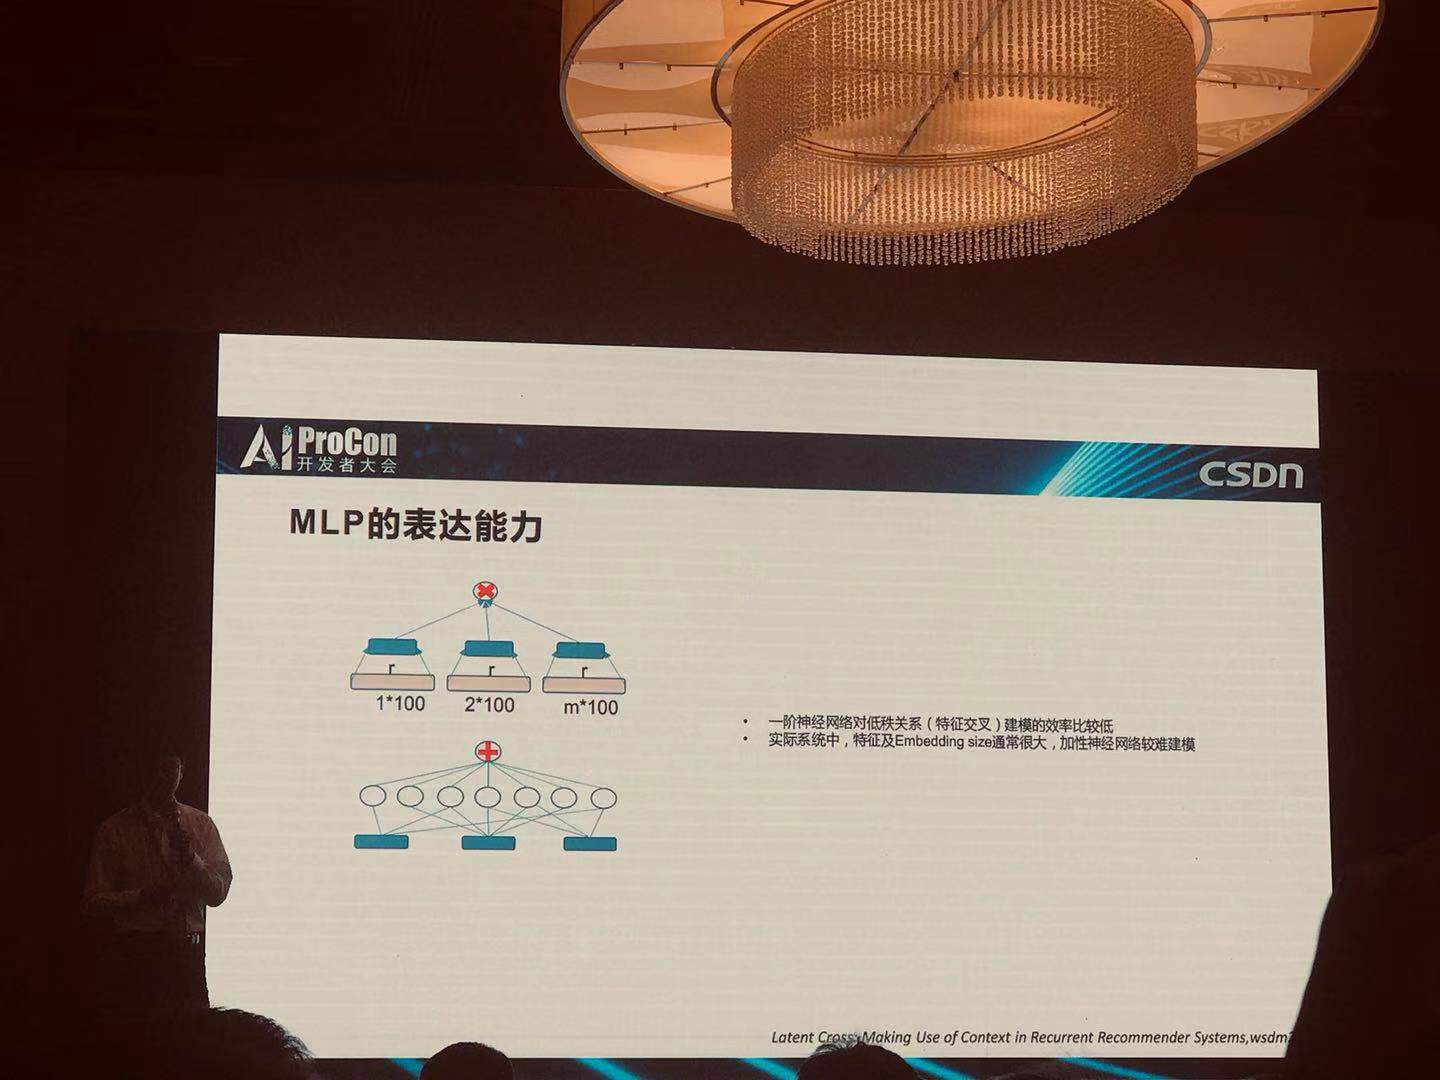 AI ProCon
开发者大会
CSDN
MLP的表达能力
r r r
1*100 2*100 m*100
• 一阶神经网络对低秩关系（特征交叉）建模的效率比较低
• 实际系统中，特征及Embedding size通常很大，加性神经网络较难建模
Latent Cross: Making Use of Context in Recurrent Recommender Systems,wsdm